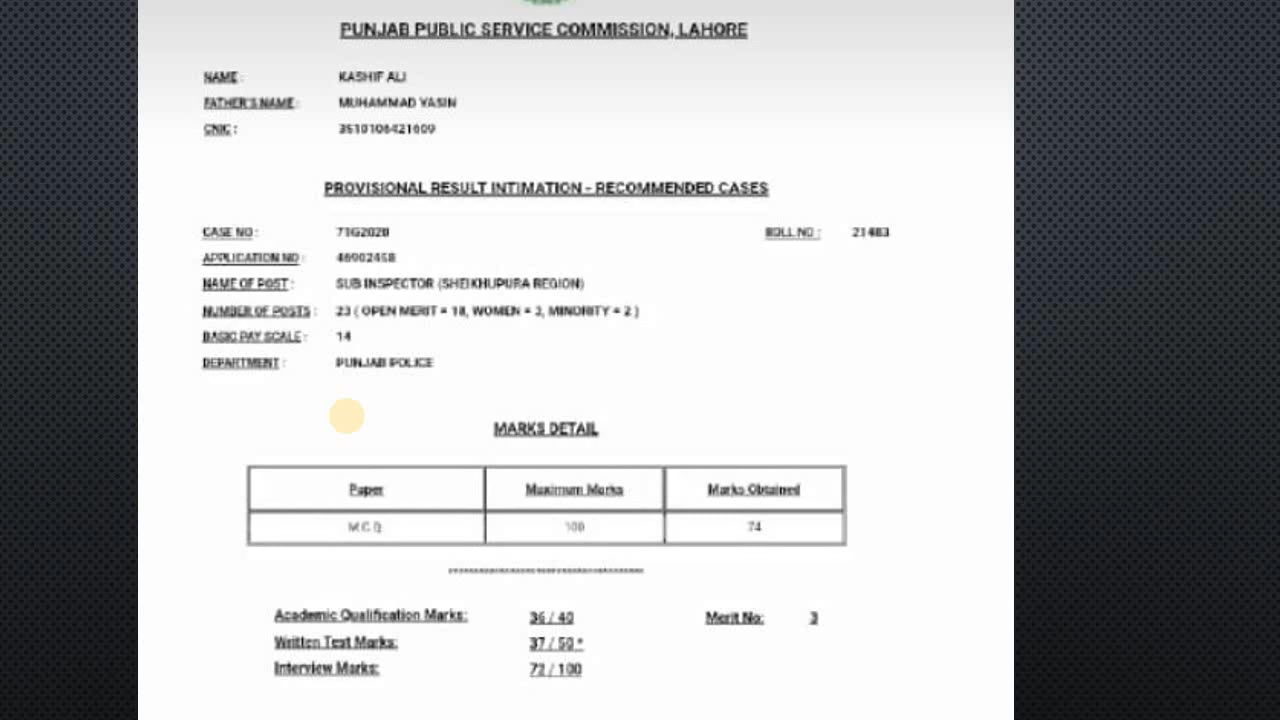 PUNJAB PUBLIC SERVICE COMMISSION, LAHORE
NAME : KASHIF ALI
FATHER'S NAME : MUHAMMAD YASIN
CNIC :
PROVISIONAL RESULT INTIMATION - RECOMMENDED CASES
CASE NO : 71G2020 ROLL NO : 21483
APPLICATION NO : 46902458
NAME OF POST : SUB INSPECTOR (SHEIKHUPURA REGION)
NUMBER OF POSTS : 23 ( OPEN MERIT = 18, WOMEN = 3, MINORITY = 2 )
BASIC PAY SCALE : 14
DEPARTMENT : PUNJAB POLICE
MARKS DETAIL
Paper Maximum Marks Marks Obtained
M.C.Q 100 74
Academic Qualification Marks: 36 / 40 Merit No: 3
Written Test Marks: 37 / 50 *
Interview Marks: 72 / 100